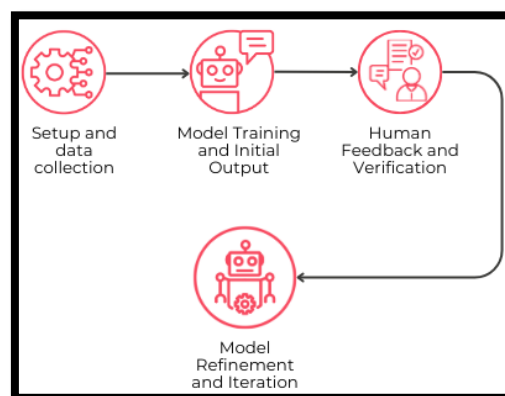 Setup and
data
collection
Model Training
and Initial
Output
Human
Feedback and
Verification
Model
Refinement
and Iteration